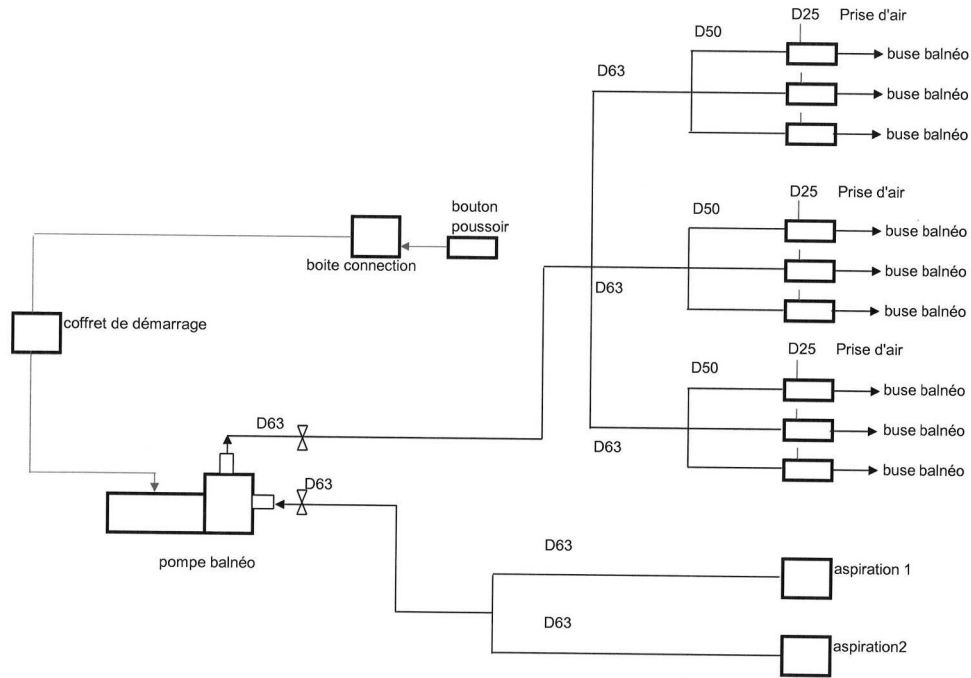 D25 Prise d'air
D50
buse balnéo
D63
buse balnéo
buse balnéo
D25 Prise d'air
bouton
poussoir
D50
buse balnéo
boite connection
buse balnéo
D63
buse balnéo
coffret de démarrage
D25 Prise d'air
D50
buse balnéo
D63
buse balnéo
D63
buse balnéo
D63
pompe balnéo
D63
aspiration 1
D63
aspiration2